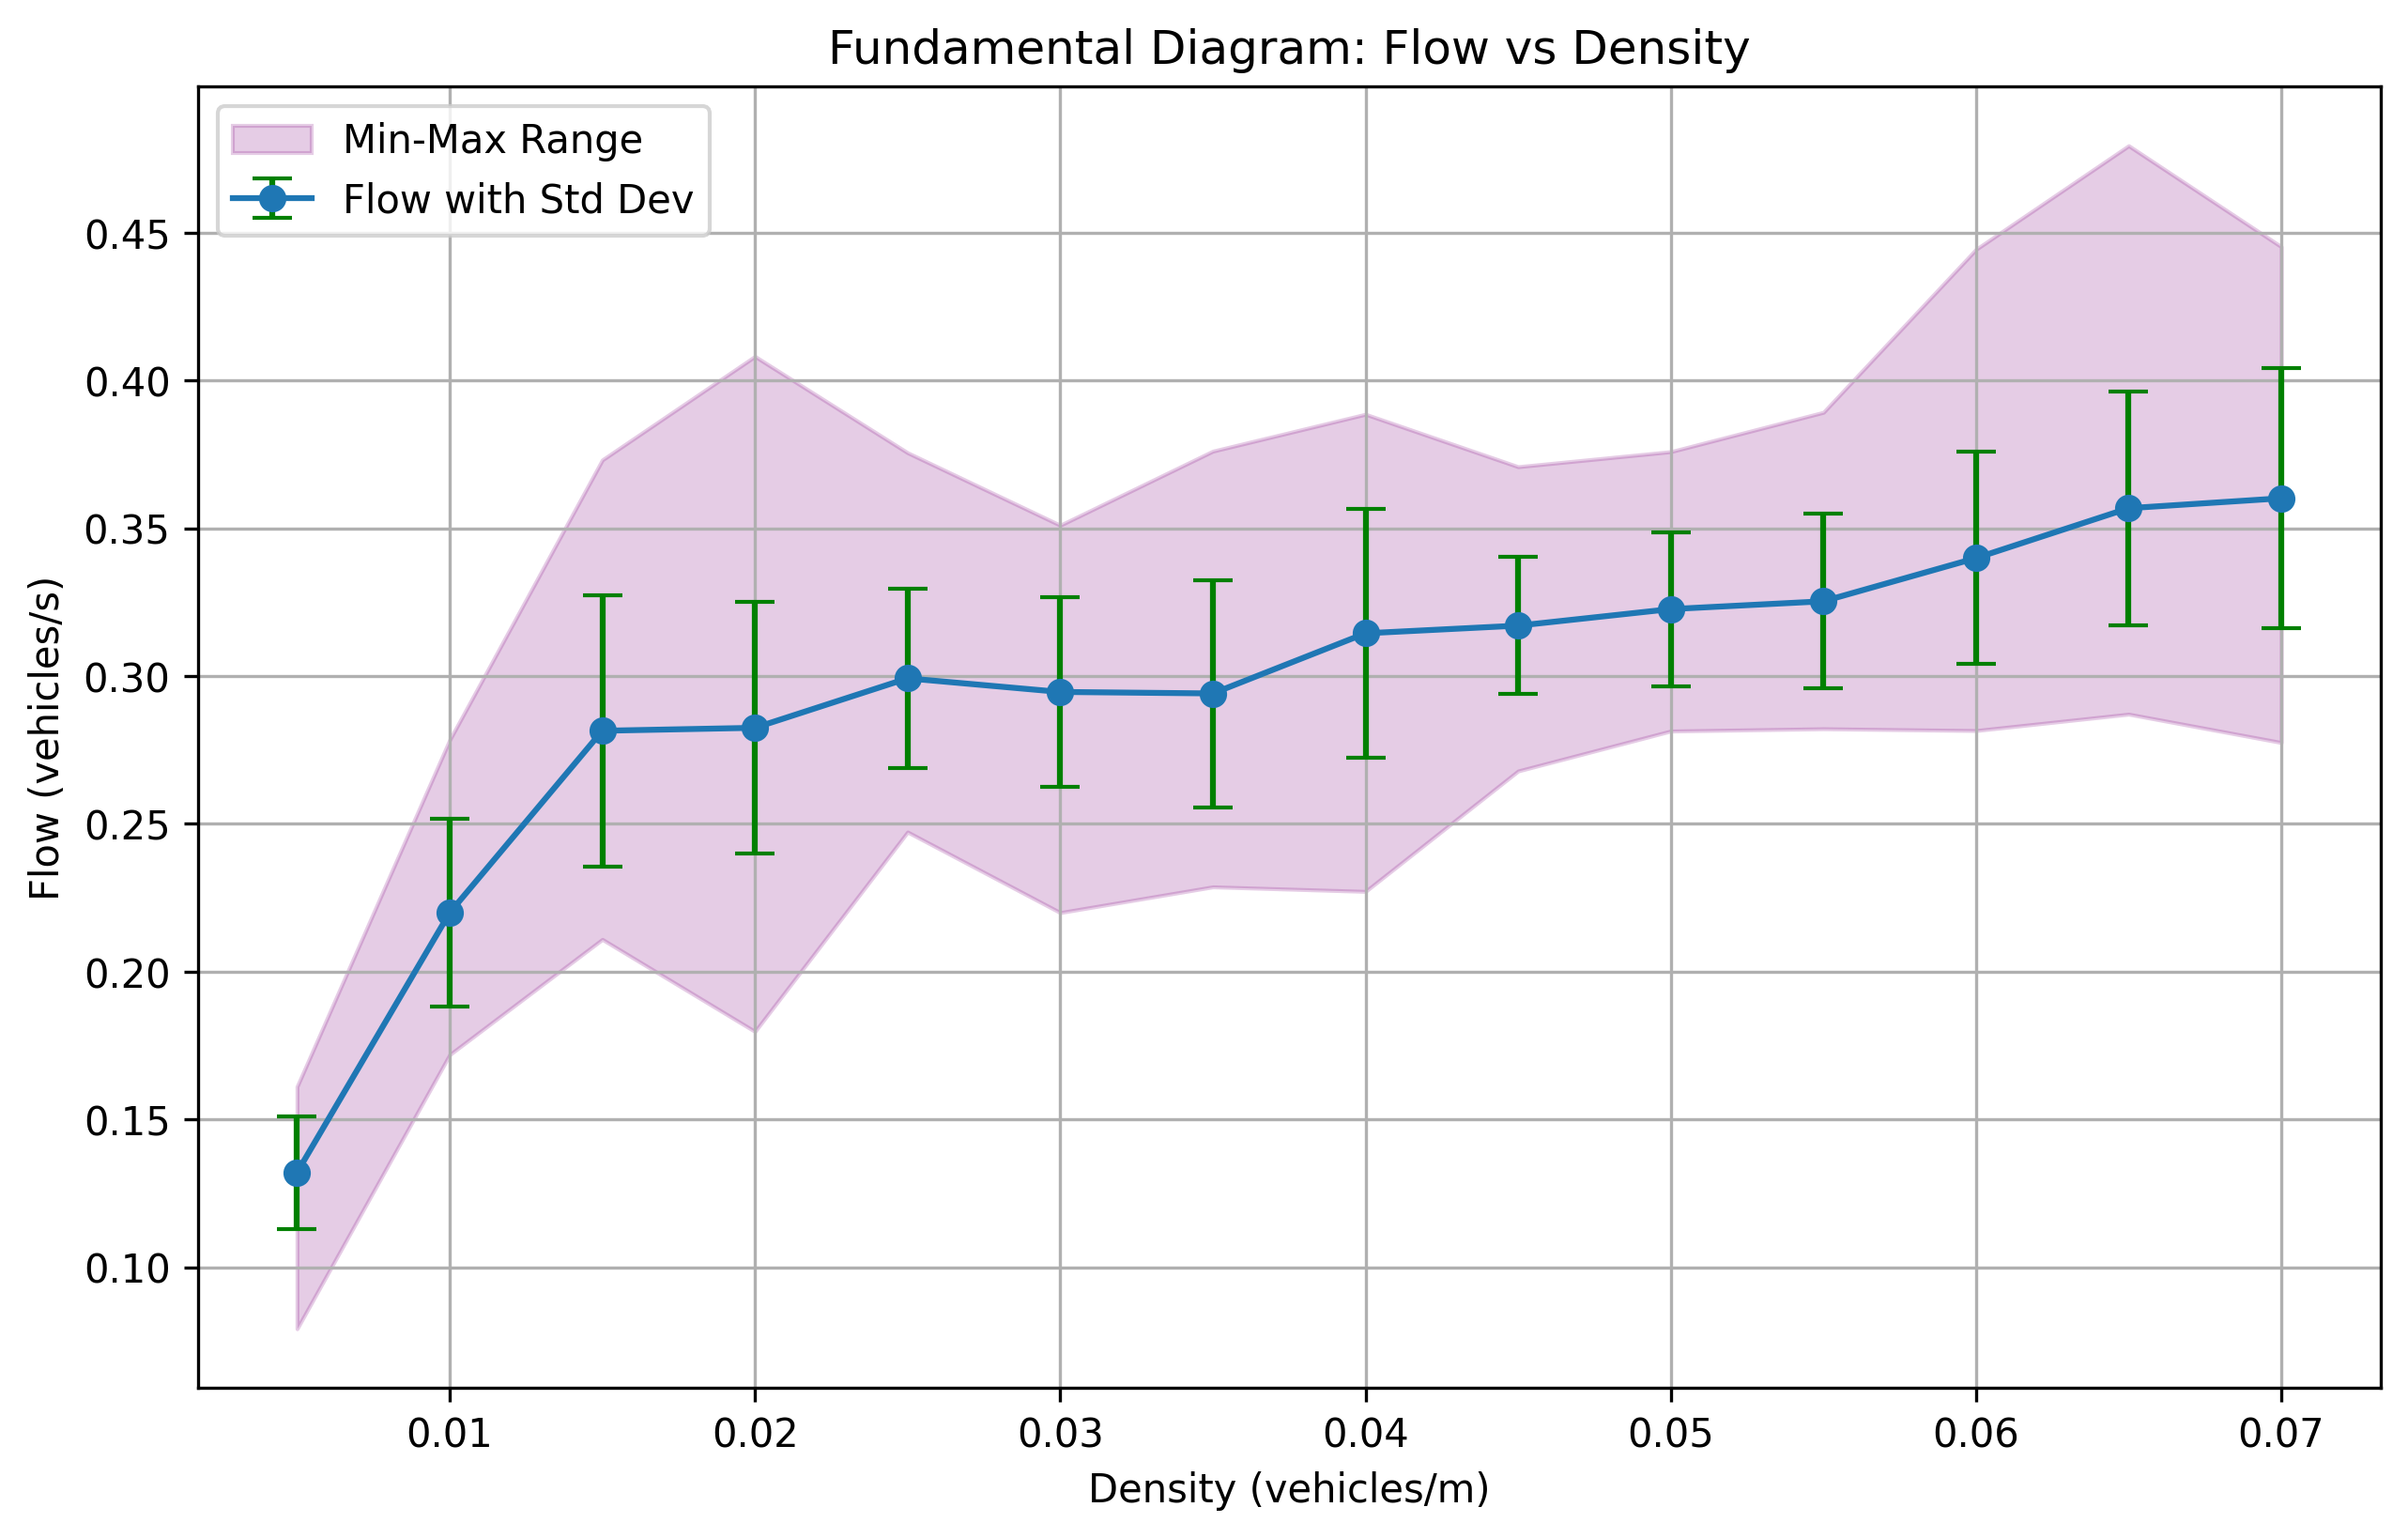 Fundamental Diagram: Flow vs Density
Min-Max Range
Flow with Std Dev
Flow (vehicles/s)
0.45
0.40
0.35
0.30
0.25
0.20
0.15
0.10
0.01 0.02 0.03 0.04 0.05 0.06 0.07
Density (vehicles/m)